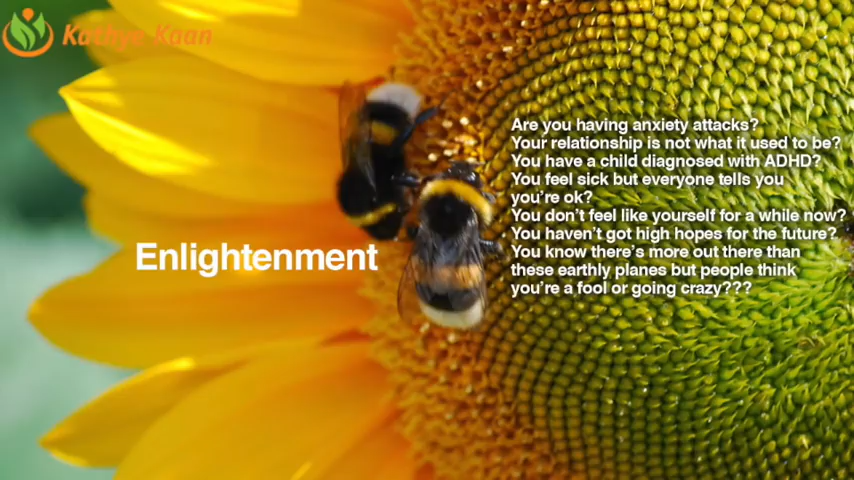 Kathye Kaan
Enlightenment
Are you having anxiety attacks?
Your relationship is not what it used to be?
You have a child diagnosed with ADHD?
You feel sick but everyone tells you
you're ok?
You don't feel like yourself for a while now?
You haven't got high hopes for the future?
You know there's more out there than
these earthly planes but people think
you're a fool or going crazy???